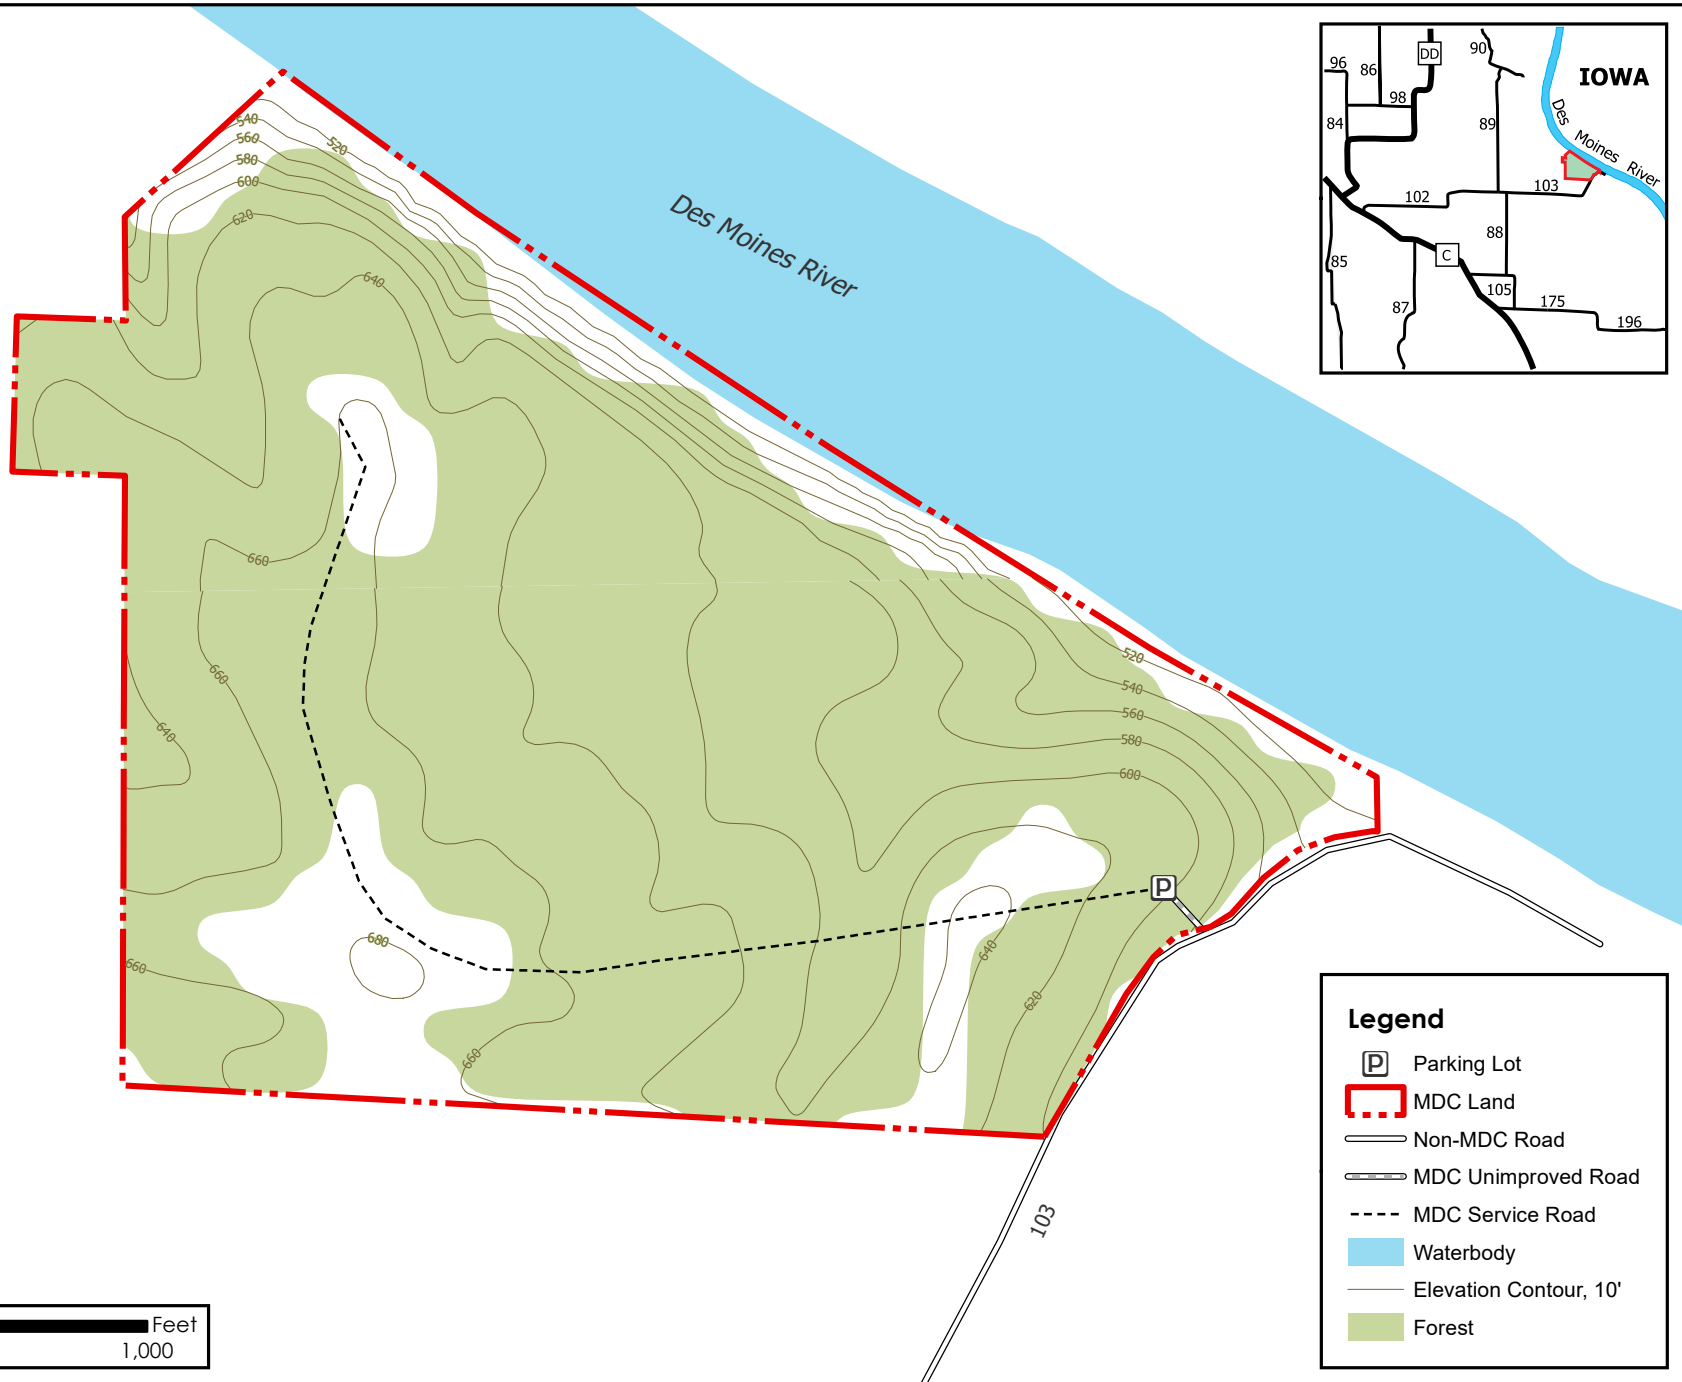 540
560
580
600
620
520
640
660
660
640
660
680
660
640
620
520
540
560
580
600
Des Moines River
P
103
DD
90
96
86
98
84
89
IOWA
Des Moines River
102
103
88
85
C
87
105
175
196
Legend
P Parking Lot
MDC Land
Non-MDC Road
MDC Unimproved Road
MDC Service Road
Waterbody
Elevation Contour, 10'
Forest
Feet
1,000